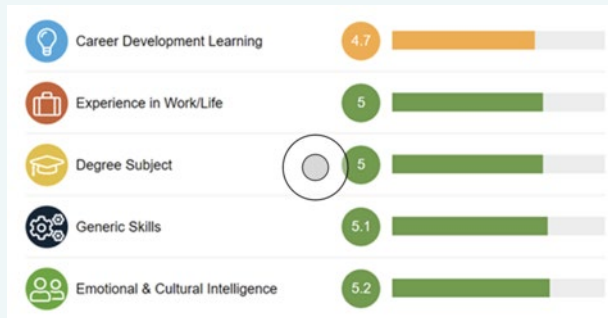 Career Development Learning 4.7
Experience in Work/Life 5
Degree Subject 5
Generic Skills 5.1
Emotional & Cultural Intelligence 5.2